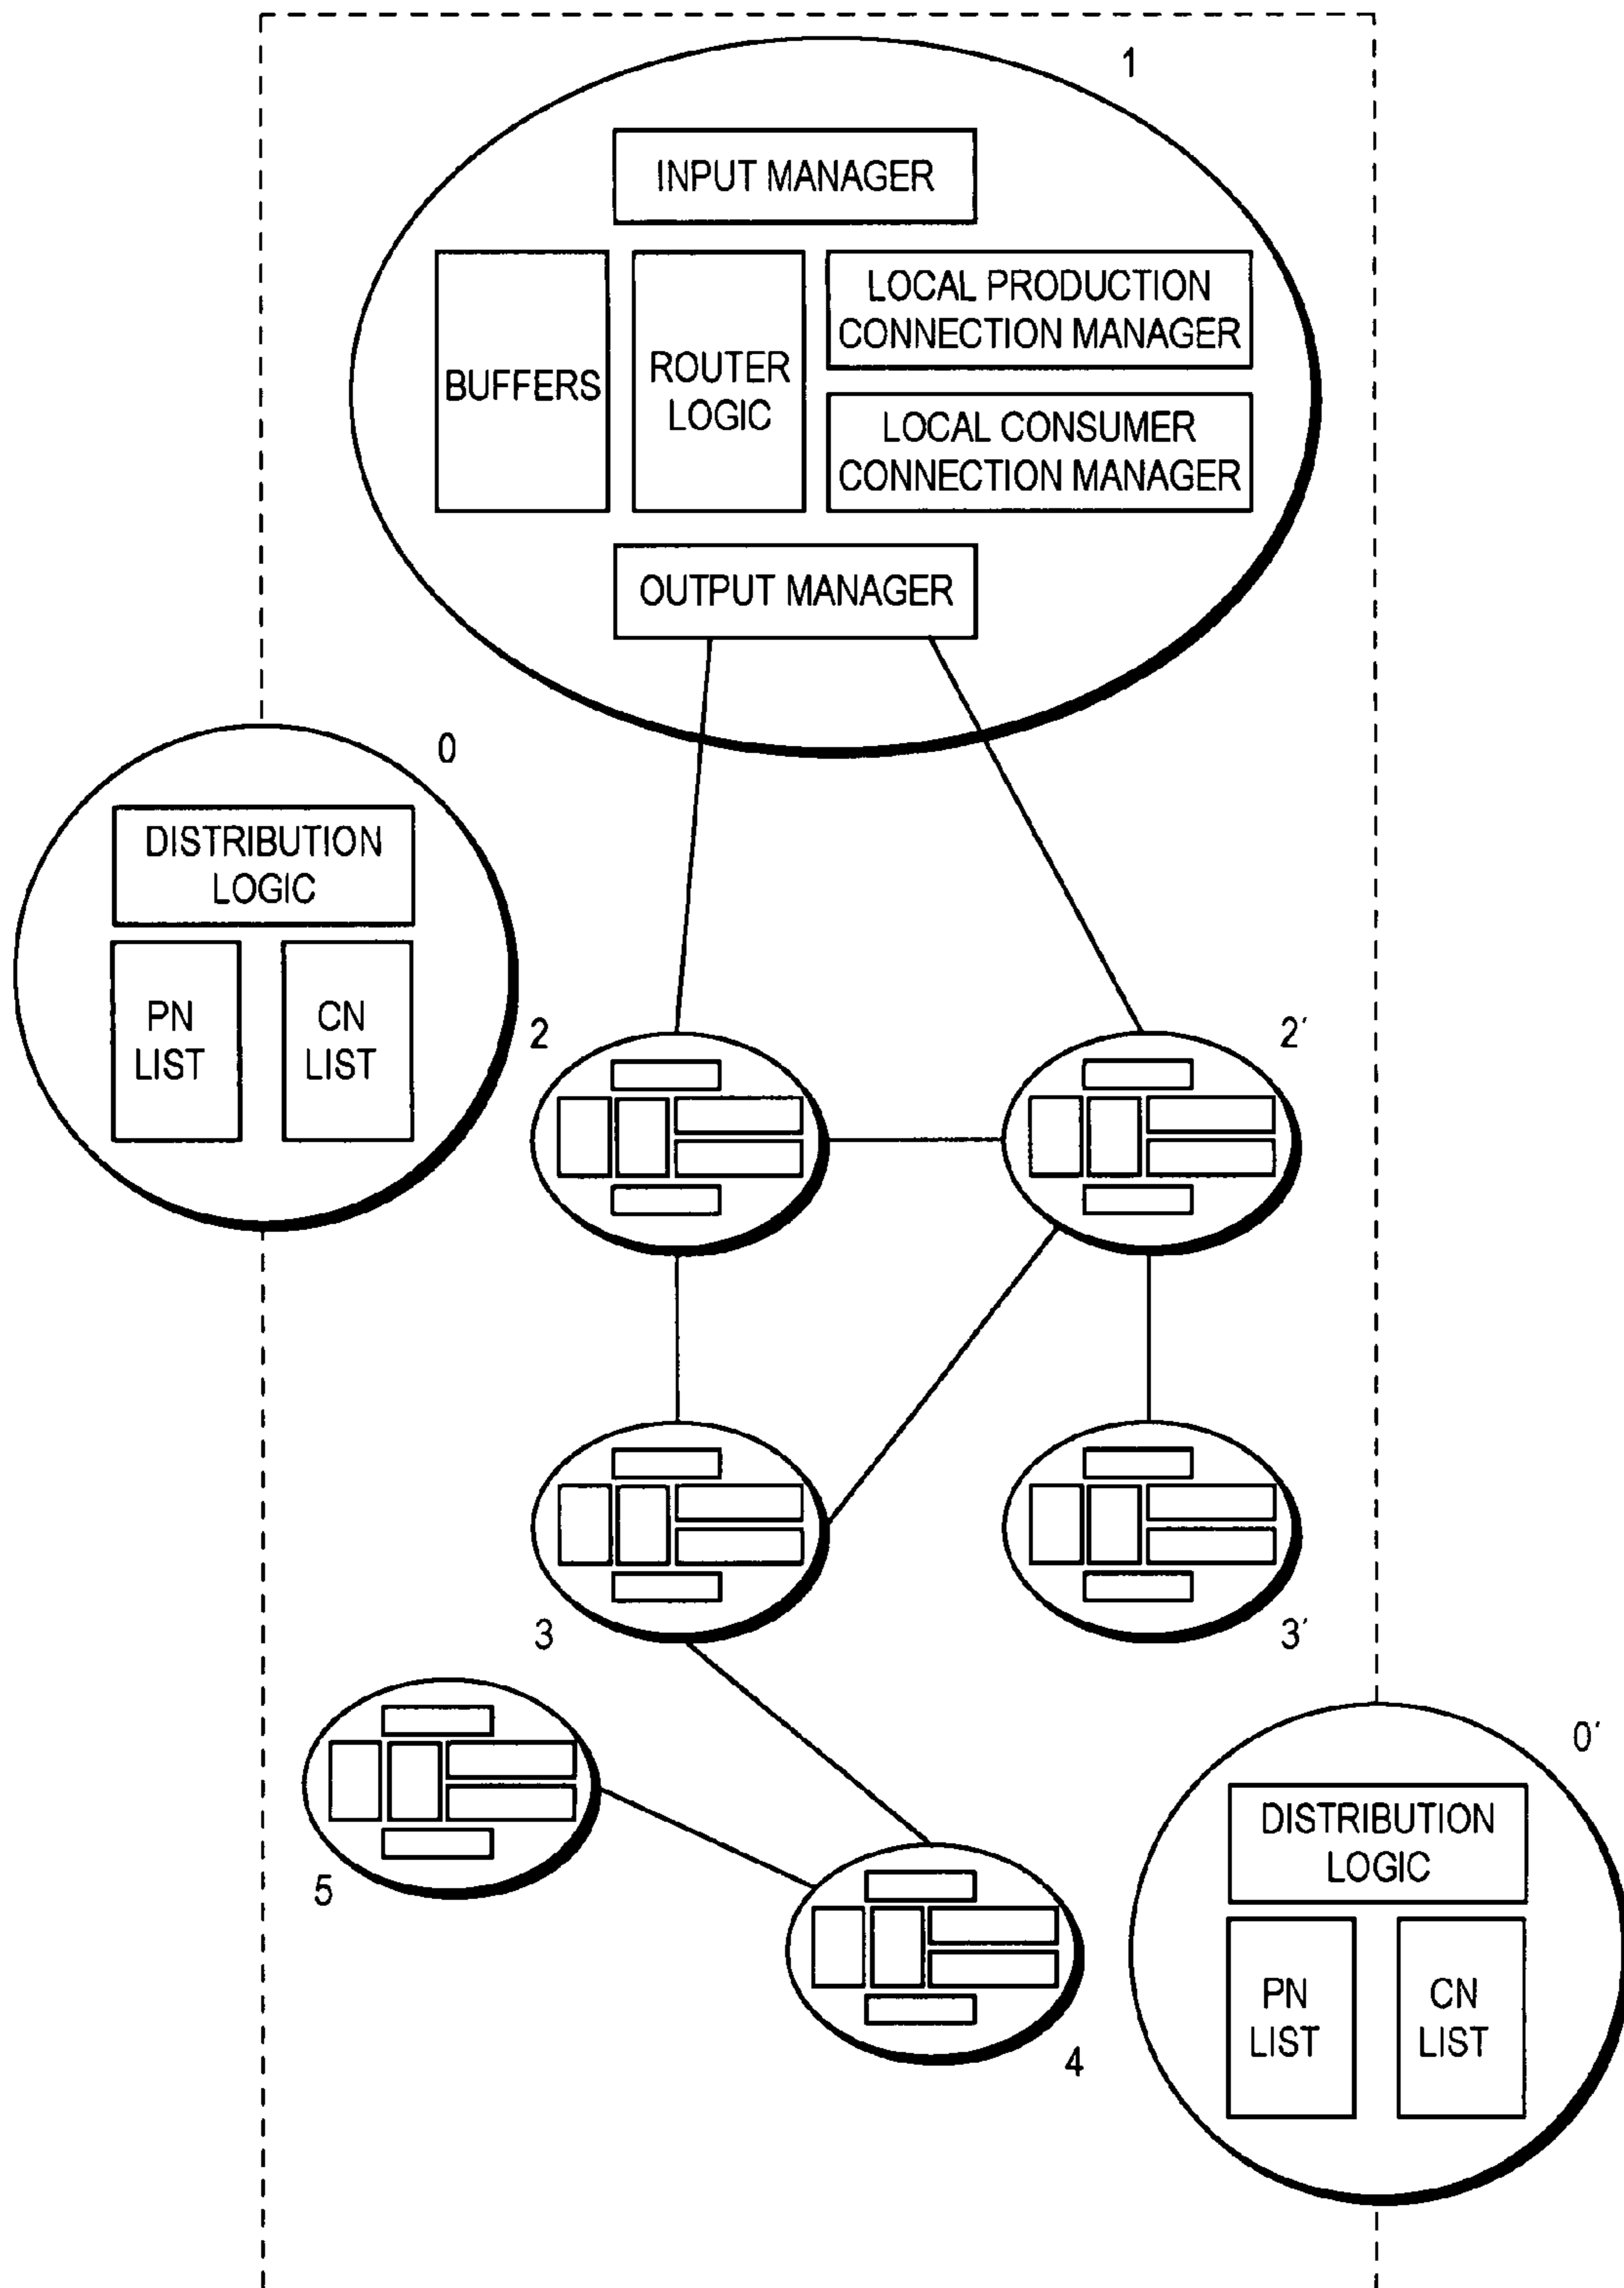 1
INPUT MANAGER
BUFFERS
ROUTER
LOGIC
LOCAL PRODUCTION
CONNECTION MANAGER
LOCAL CONSUMER
CONNECTION MANAGER
OUTPUT MANAGER
0
DISTRIBUTION
LOGIC
PN
LIST
CN
LIST
2
2′
3
3′
5
4
0′
DISTRIBUTION
LOGIC
PN
LIST
CN
LIST